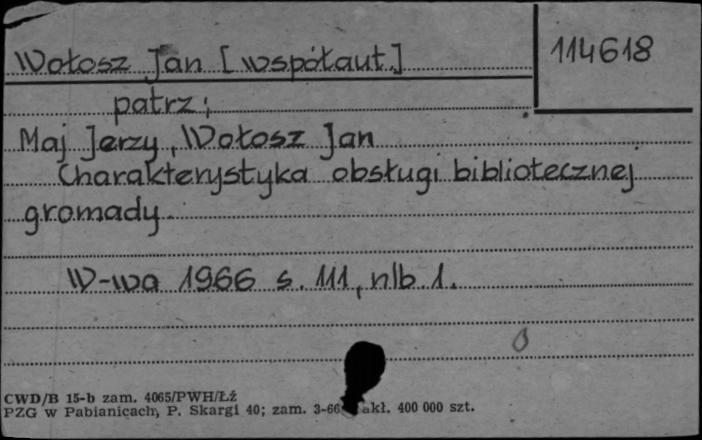 Wołosz Jan [współaut.]
114618
patrz:
Maj Jerzy, Wołosz Jan
Charakterystyka obsługi bibliotecznej
gromady.
W-wa 1966 s. 111, nlb 1.
CWD/B 15-b zam. 4065/PWH/Łź
PZG w Pabianicach, P. Skargi 40; zam. 3-66 akł. 400 000 szt.